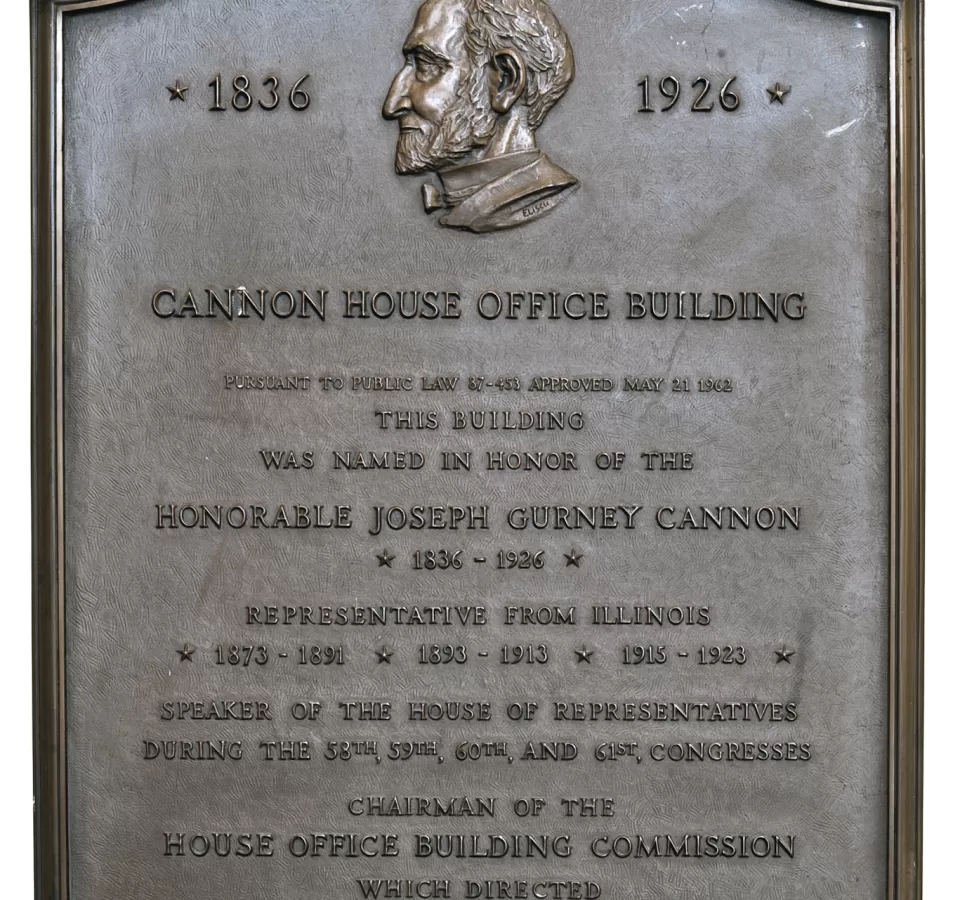 ★ 1836 1926 ★
ELISCU
CANNON HOUSE OFFICE BUILDING
PURSUANT TO PUBLIC LAW 87-453 APPROVED MAY 21 1962
THIS BUILDING
WAS NAMED IN HONOR OF THE
HONORABLE JOSEPH GURNEY CANNON
★ 1836 - 1926 ★
REPRESENTATIVE FROM ILLINOIS
★ 1873 - 1891 ★ 1893 - 1913 ★ 1915 - 1923 ★
SPEAKER OF THE HOUSE OF REPRESENTATIVES
DURING THE 58TH, 59TH, 60TH, AND 61ST, CONGRESSES
CHAIRMAN OF THE
HOUSE OFFICE BUILDING COMMISSION
WHICH DIRECTED